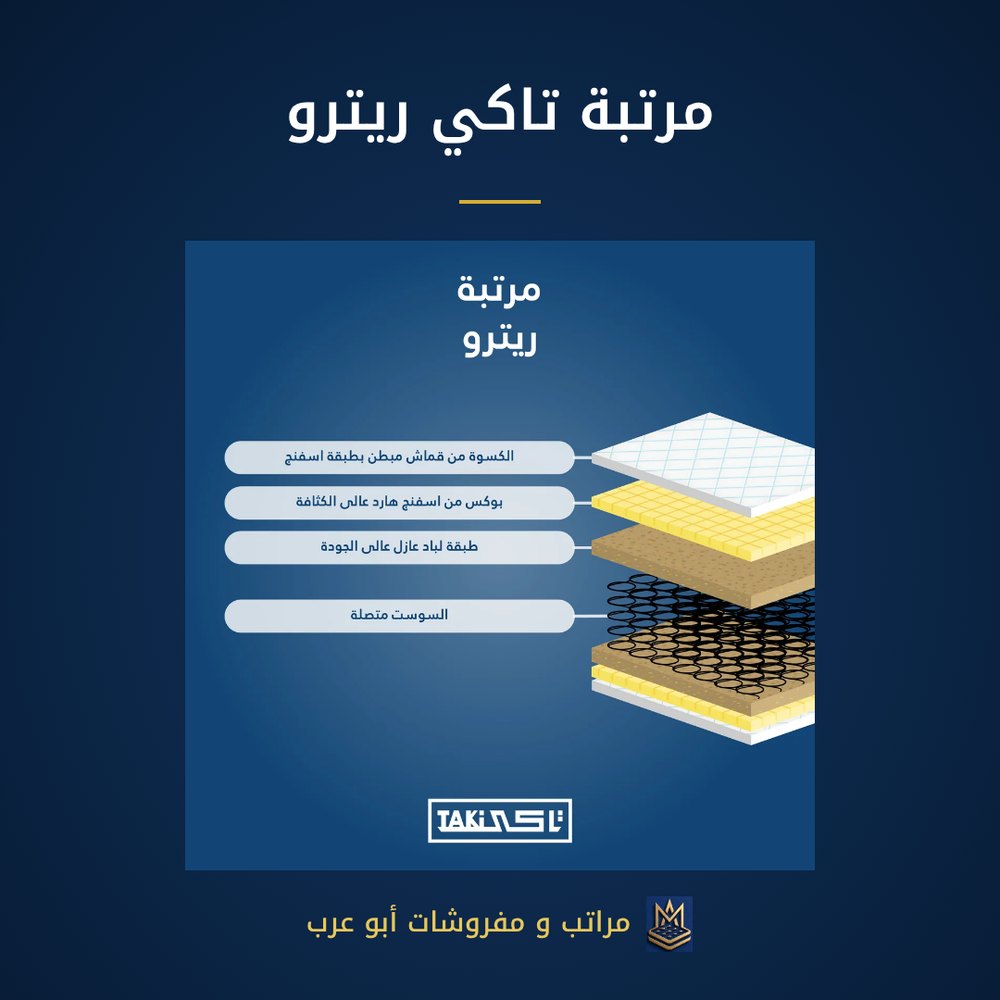 مرتبة تاكي ريترو
مرتبة
ريترو
الكسوة من قماش مبطن بطبقة اسفنج
بوكس من اسفنج هارد عالى الكثافة
طبقة لباد عازل عالى الجودة
السوست متصلة
TAKi تاكى
مراتب و مفروشات أبو عرب